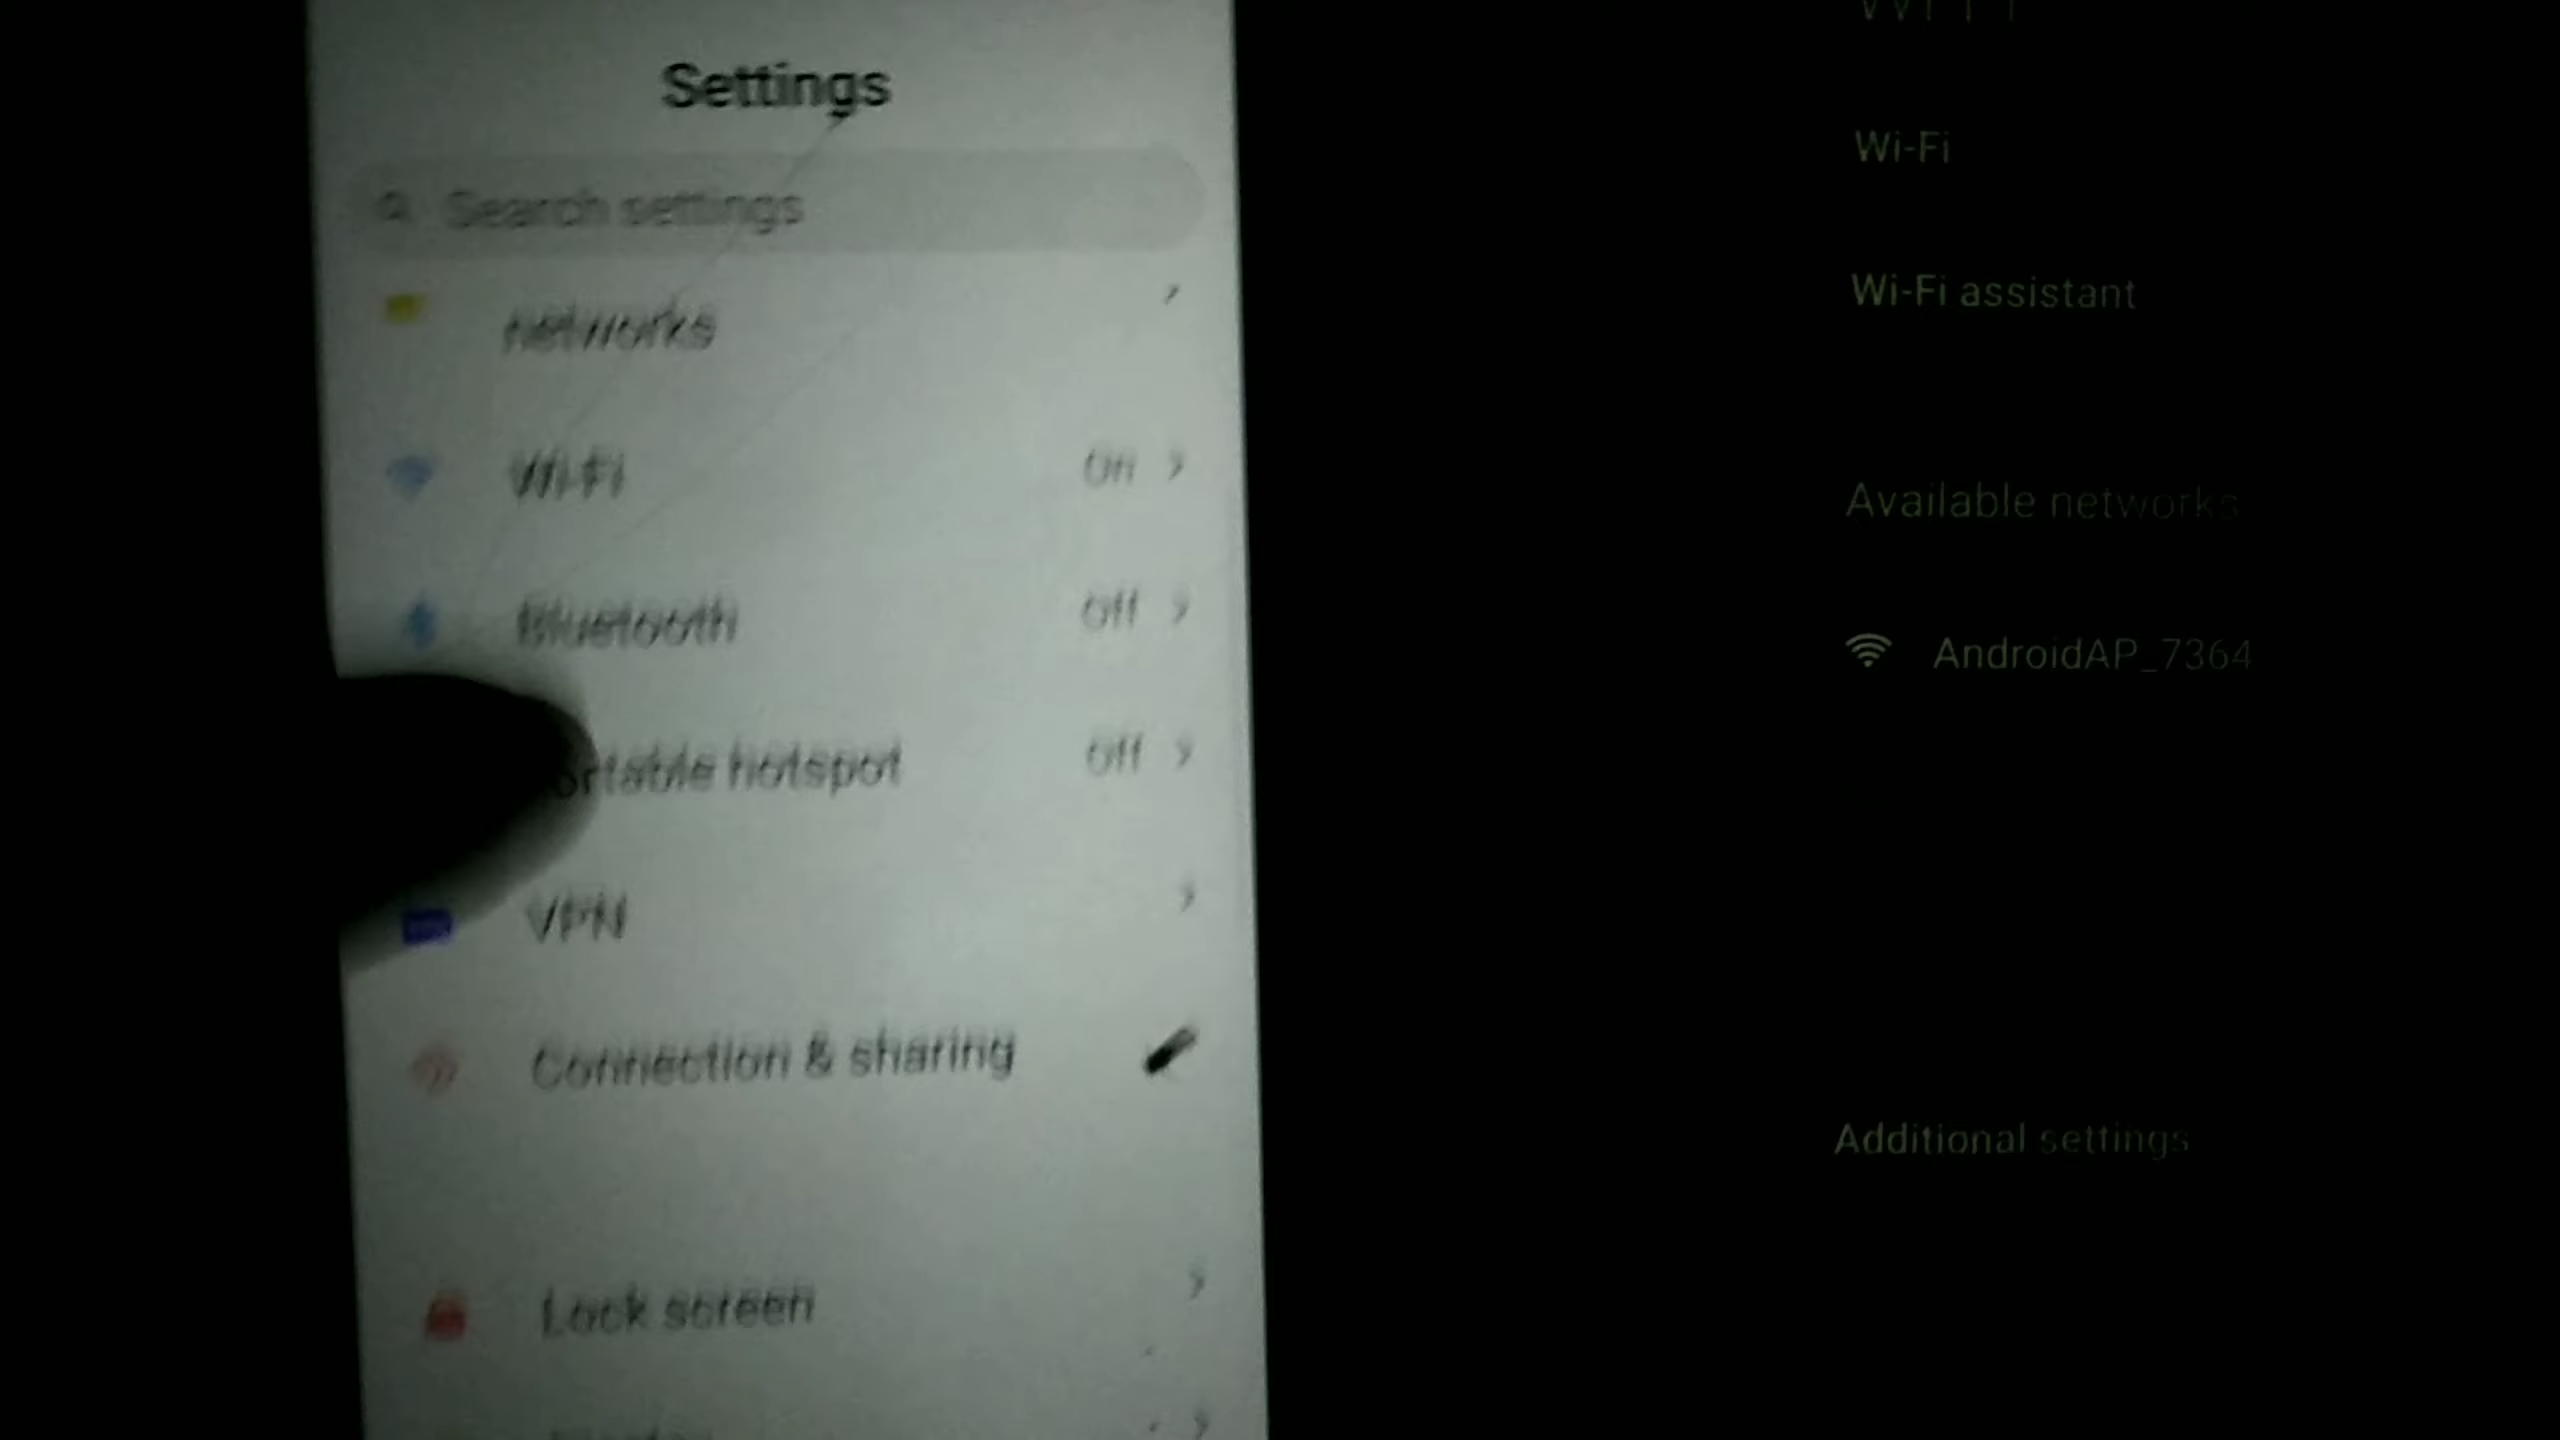 Settings
Search settings
networks
Wi-Fi
On
Bluetooth
Off
ortable hotspot
Off
VPN
Connection & sharing
Lock screen
Wi-Fi
Wi-Fi assistant
Available networks
AndroidAP_7364
Additional settings